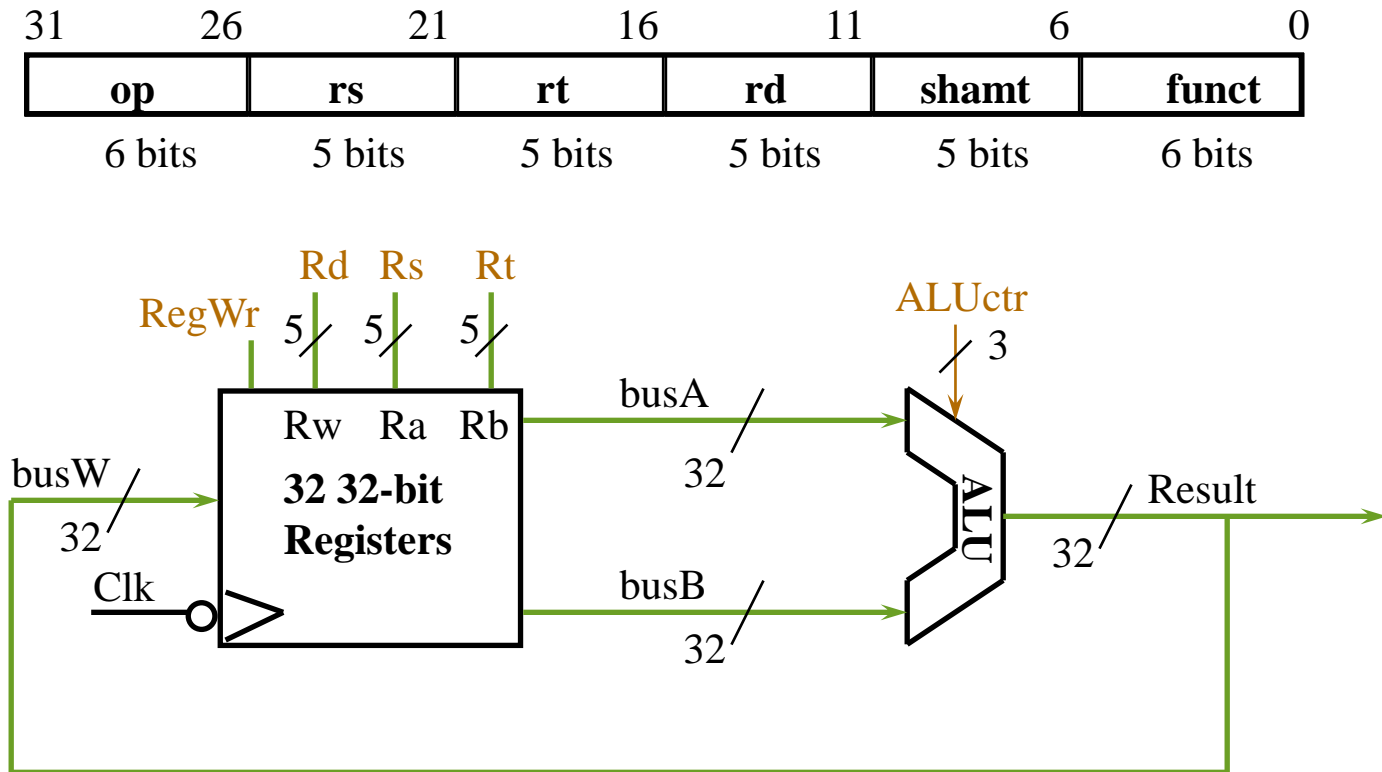 31 26 21 16 11 6 0
op rs rt rd shamt funct
6 bits 5 bits 5 bits 5 bits 5 bits 6 bits
Rd Rs Rt
RegWr ALUctr
5 5 5 3
busA
Rw Ra Rb
busW 32 32 32-bit Result
Registers
32 32
ALU
Clk busB
32